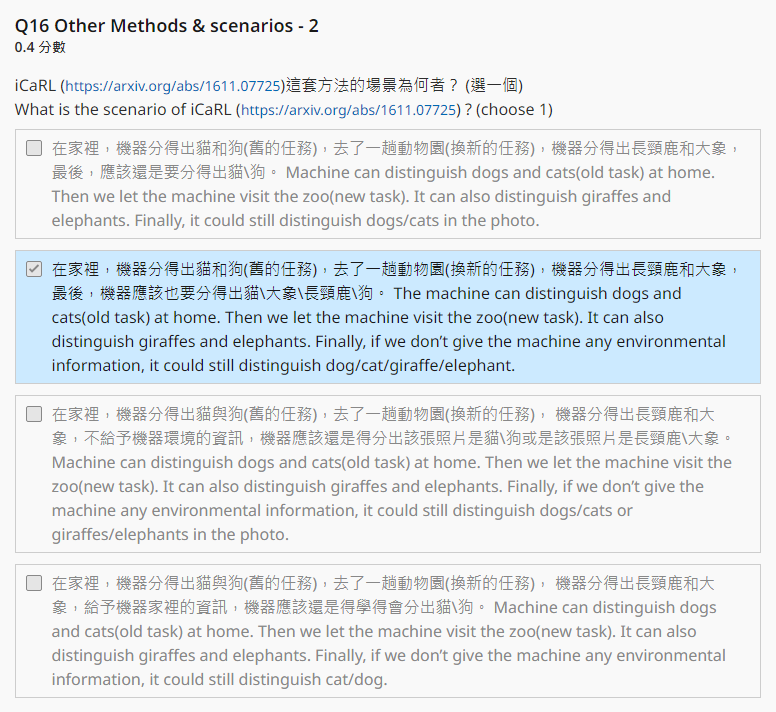 Q16 Other Methods & scenarios - 2
0.4 分數
iCaRL (https://arxiv.org/abs/1611.07725)這套方法的場景為何者？ (選一個)
What is the scenario of iCaRL (https://arxiv.org/abs/1611.07725) ? (choose 1)
在家裡，機器分得出貓和狗(舊的任務)，去了一趟動物園(換新的任務)，機器分得出長頸鹿和大象，
最後，應該還是要分得出貓\狗。 Machine can distinguish dogs and cats(old task) at home.
Then we let the machine visit the zoo(new task). It can also distinguish giraffes and
elephants. Finally, it could still distinguish dogs/cats in the photo.
在家裡，機器分得出貓和狗(舊的任務)，去了一趟動物園(換新的任務)，機器分得出長頸鹿和大象，
最後，機器應該也要分得出貓\大象\長頸鹿\狗。 The machine can distinguish dogs and
cats(old task) at home. Then we let the machine visit the zoo(new task). It can also
distinguish giraffes and elephants. Finally, if we don’t give the machine any environmental
information, it could still distinguish dog/cat/giraffe/elephant.
在家裡，機器分得出貓與狗(舊的任務)，去了一趟動物園(換新的任務)， 機器分得出長頸鹿和大
象，不給予機器環境的資訊，機器應該還是得分出該張照片是貓\狗或是該張照片是長頸鹿\大象。
Machine can distinguish dogs and cats(old task) at home. Then we let the machine visit the
zoo(new task). It can also distinguish giraffes and elephants. Finally, if we don’t give the
machine any environmental information, it could still distinguish dogs/cats or
giraffes/elephants in the photo.
在家裡，機器分得出貓與狗(舊的任務)，去了一趟動物園(換新的任務)， 機器分得出長頸鹿和大
象，給予機器家裡的資訊，機器應該還是得學得會分出貓\狗。 Machine can distinguish dogs
and cats(old task) at home. Then we let the machine visit the zoo(new task). It can also
distinguish giraffes and elephants. Finally, if we don’t give the machine any environmental
information, it could still distinguish cat/dog.